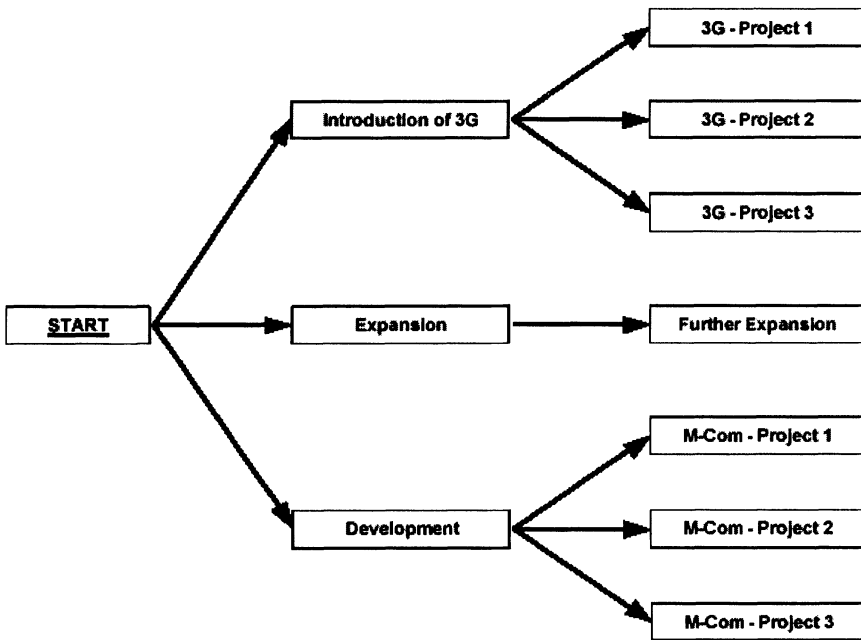 3G - Project 1
Introduction of 3G
3G - Project 2
3G - Project 3
START
Expansion
Further Expansion
M-Com - Project 1
Development
M-Com - Project 2
M-Com - Project 3